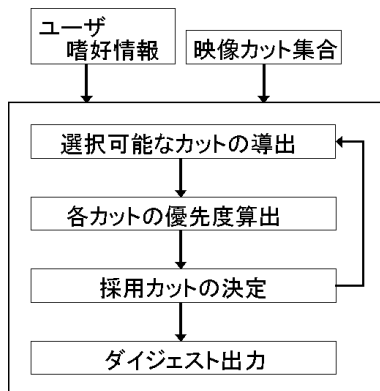 ユーザ
嗜好情報
映像カット集合
選択可能なカットの導出
各カットの優先度算出
採用カットの決定
ダイジェスト出力